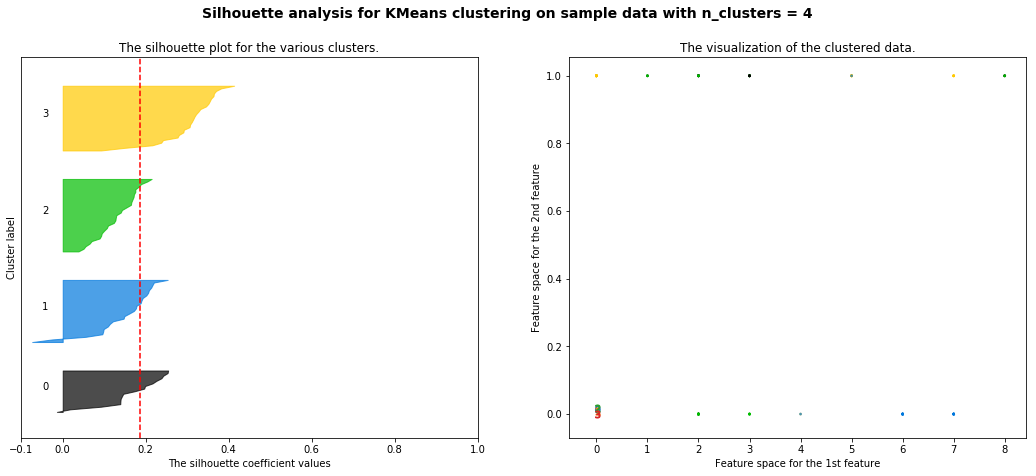 Silhouette analysis for KMeans clustering on sample data with n_clusters = 4
The silhouette plot for the various clusters.
Cluster label
3
2
1
0
−0.1 0.0 0.2 0.4 0.6 0.8 1.0
The silhouette coefficient values
The visualization of the clustered data.
Feature space for the 2nd feature
1.0
0.8
0.6
0.4
0.2
0.0
3
0 1 2 3 4 5 6 7 8
Feature space for the 1st feature